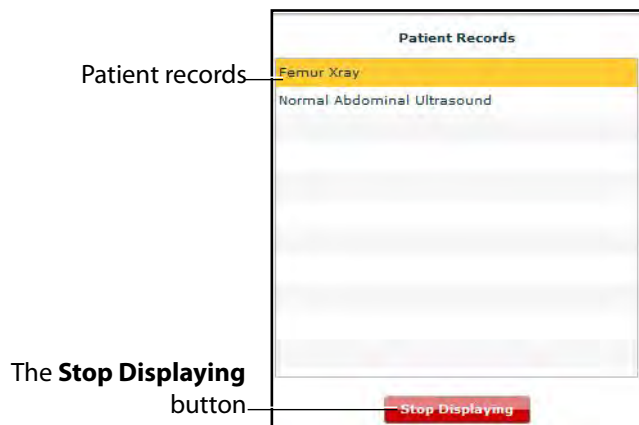 Patient Records
Patient records
Femur Xray
Normal Abdominal Ultrasound
The Stop Displaying
button
Stop Displaying